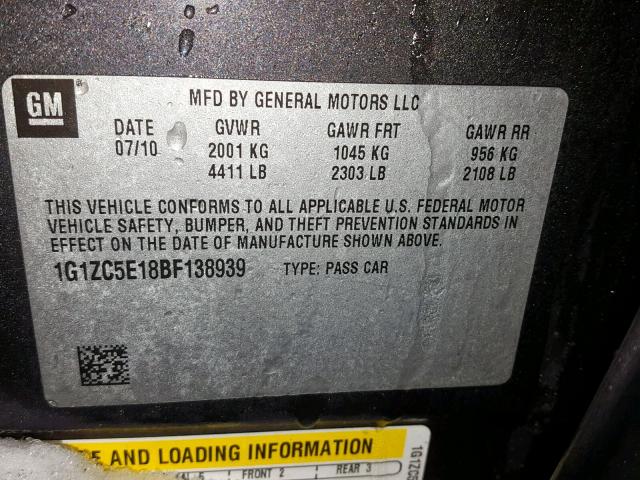 GM
MFD BY GENERAL MOTORS LLC
DATE GVWR GAWR FRT GAWR RR
07/10 2001 KG 1045 KG 956 KG
4411 LB 2303 LB 2108 LB
THIS VEHICLE CONFORMS TO ALL APPLICABLE U.S. FEDERAL MOTOR
VEHICLE SAFETY, BUMPER, AND THEFT PREVENTION STANDARDS IN
EFFECT ON THE DATE OF MANUFACTURE SHOWN ABOVE.
1G1ZC5E18BF138939 TYPE: PASS CAR
AND LOADING INFORMATION
5 FRONT 2 REAR 3
1G1ZC5